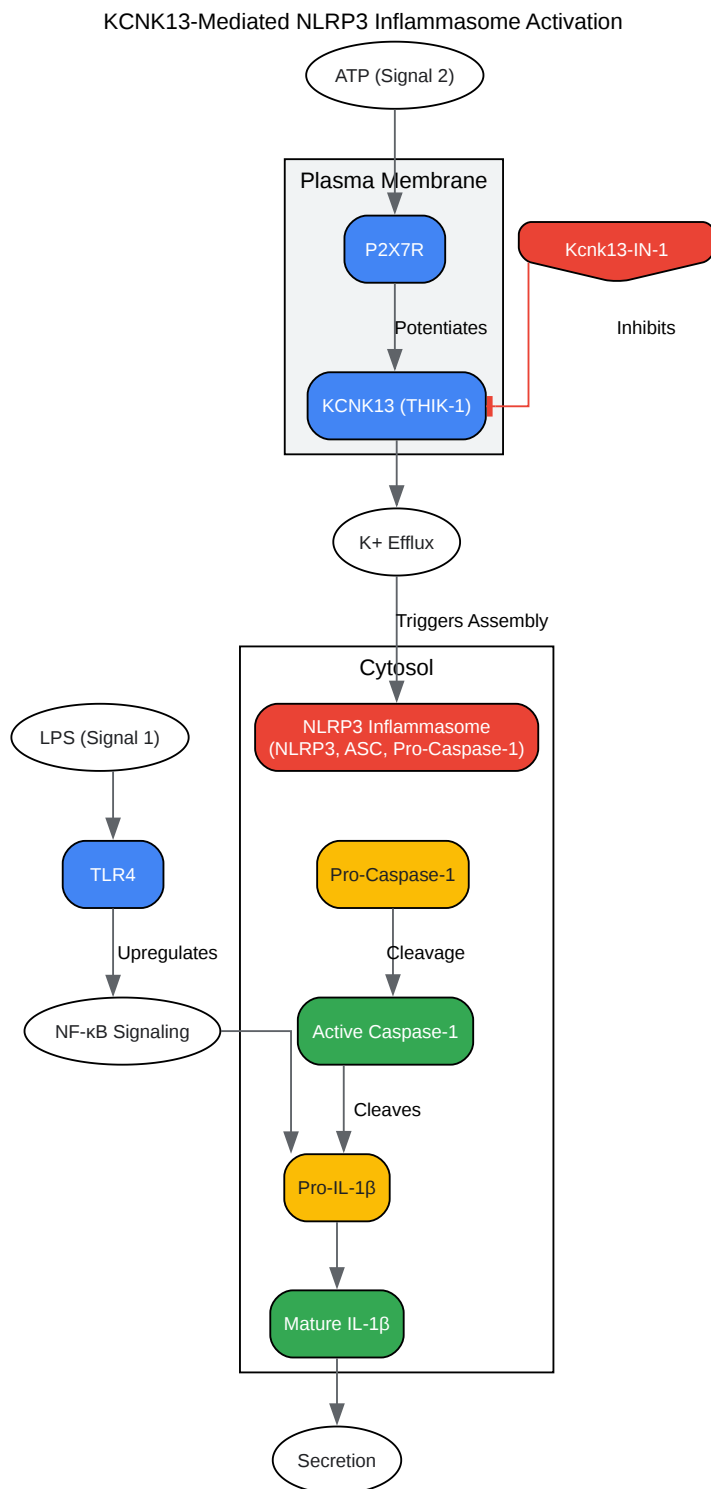 KCNK13-Mediated NLRP3 Inflammasome Activation
ATP (Signal 2)
Plasma Membrane
P2X7R
Kcnk13-IN-1
Potentiates
Inhibits
KCNK13 (THIK-1)
K+ Efflux
Triggers Assembly
Cytosol
NLRP3 Inflammasome
(NLRP3, ASC, Pro-Caspase-1)
LPS (Signal 1)
TLR4
Pro-Caspase-1
Upregulates
Cleavage
NF-κB Signaling
Active Caspase-1
Cleaves
Pro-IL-1β
Mature IL-1β
Secretion